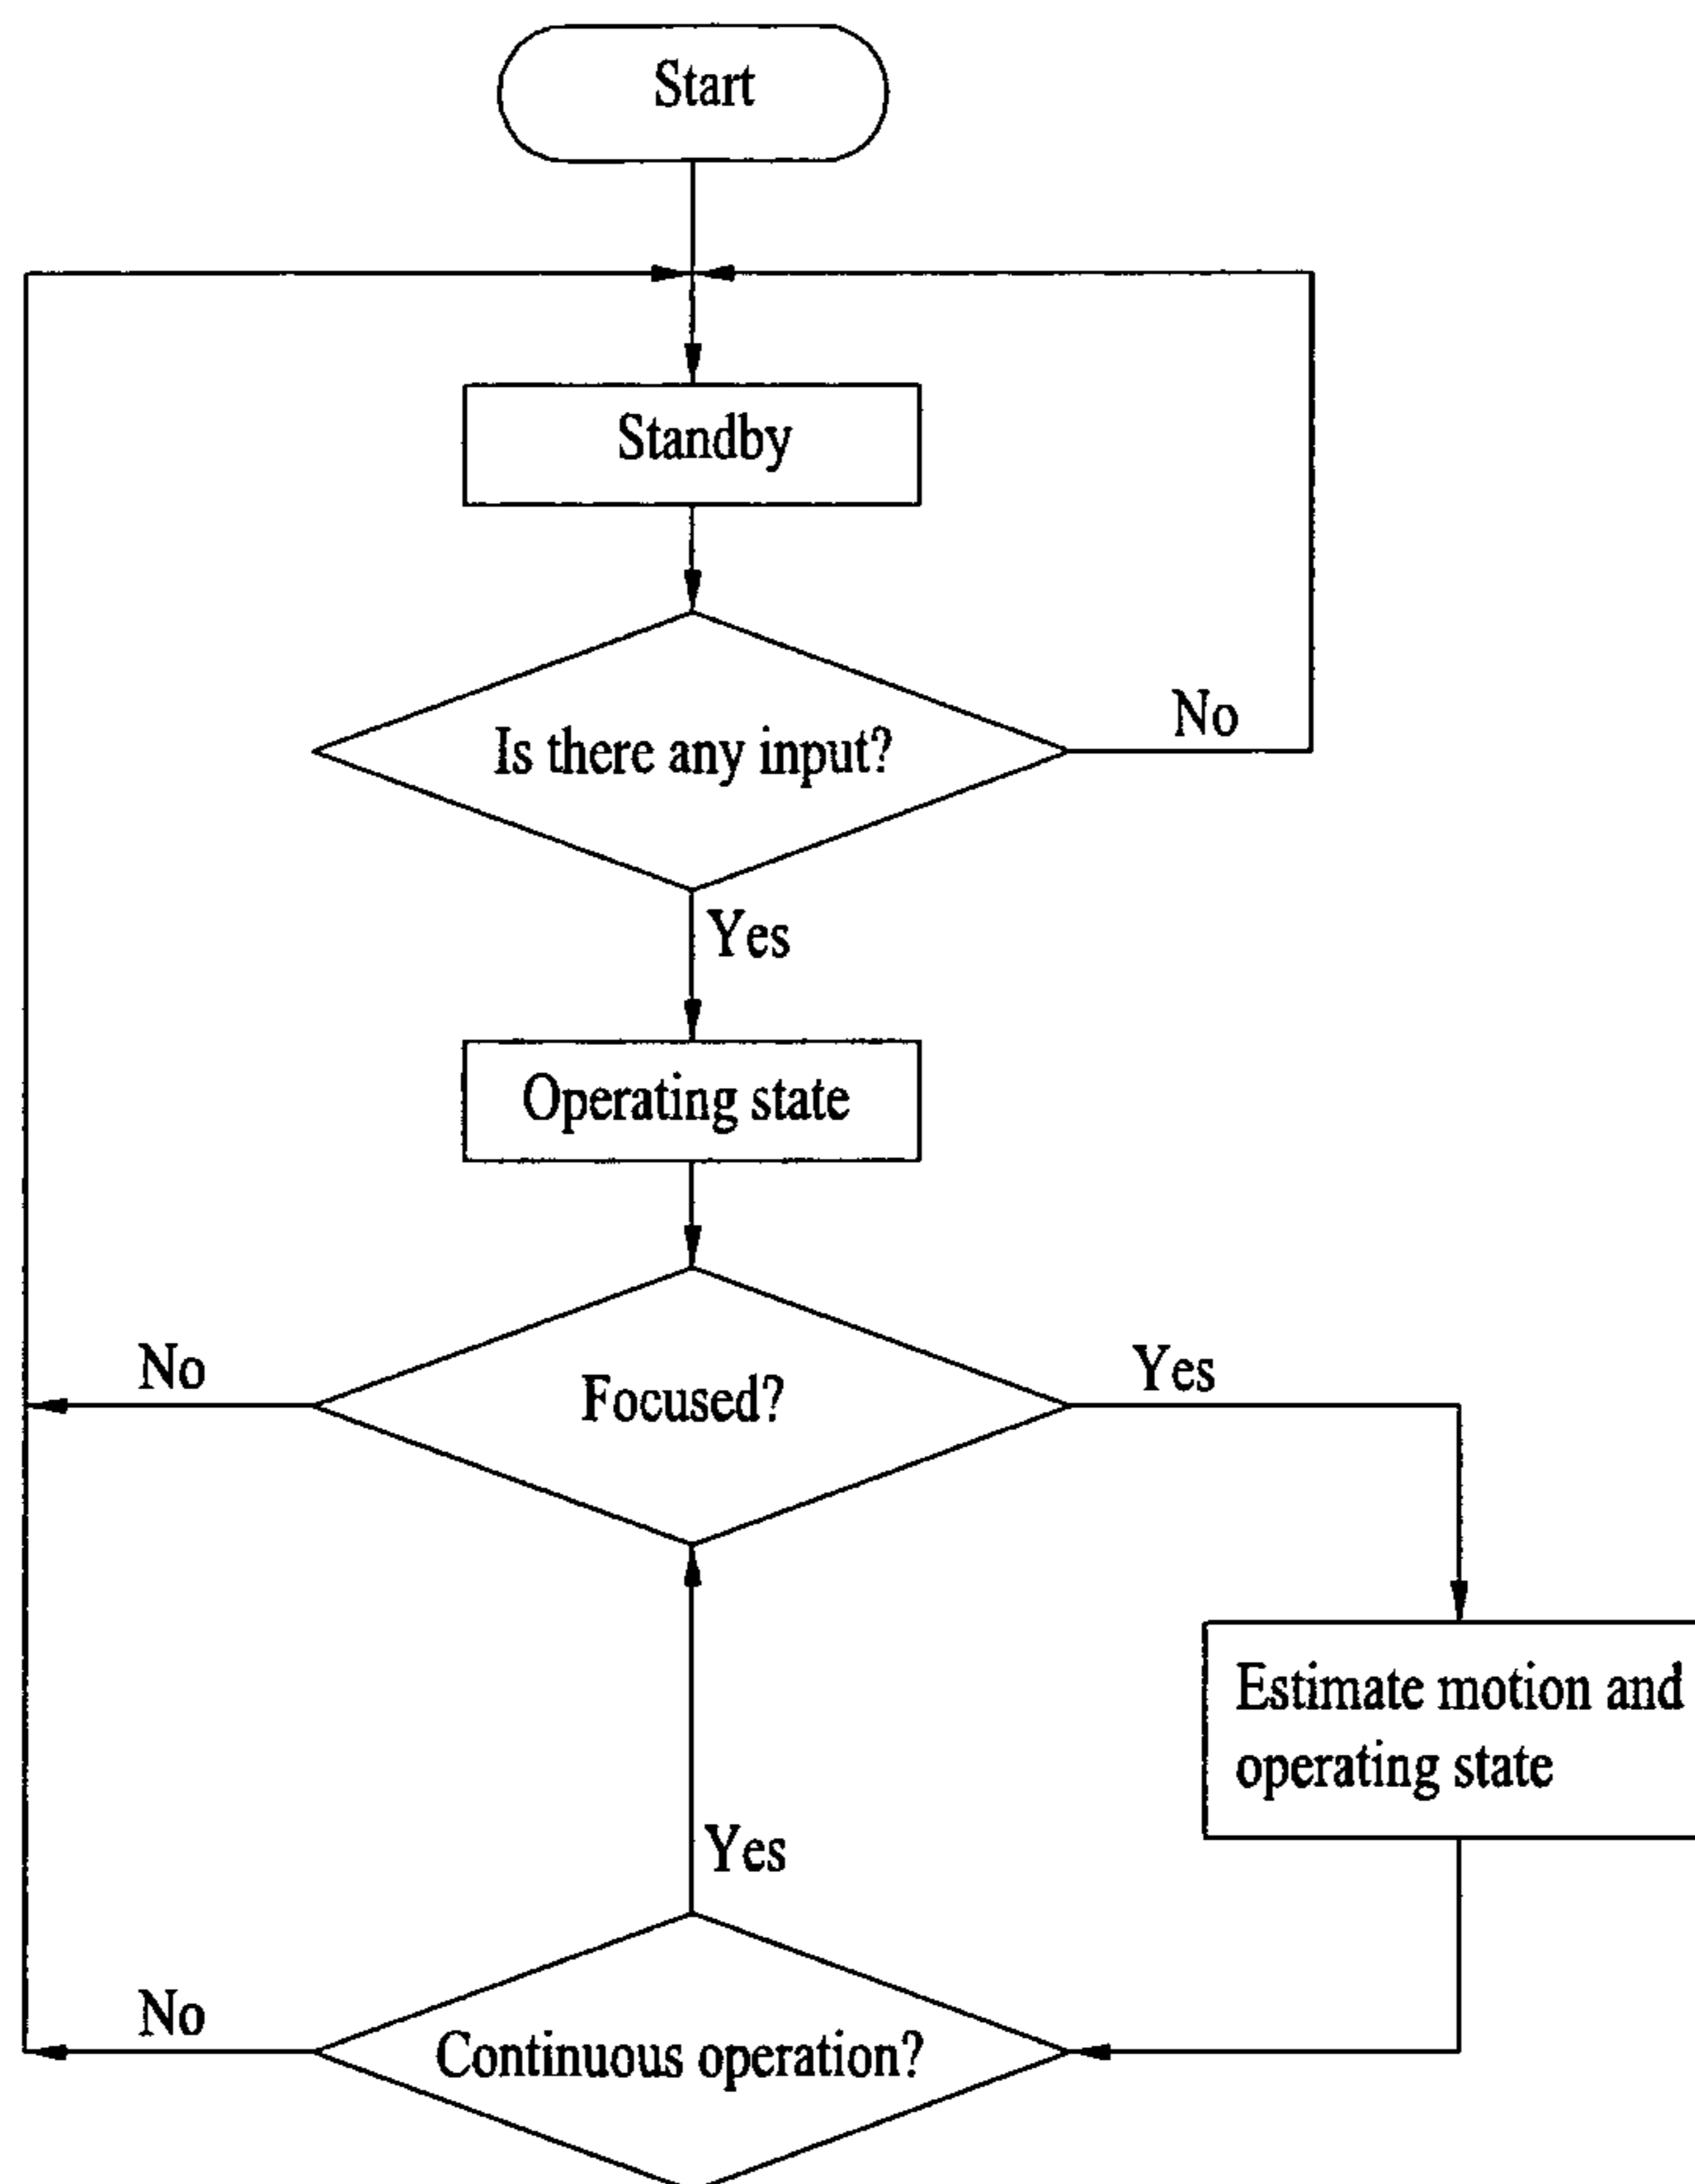 Start
Standby
Is there any input?
No
Yes
Operating state
No
Focused?
Yes
Estimate motion and
operating state
Yes
No
Continuous operation?